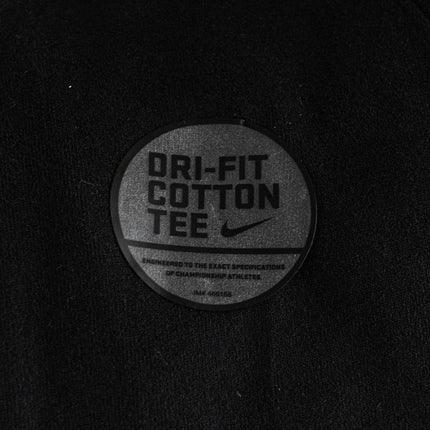 DRI-FIT
COTTON
TEE
ENGINEERED TO THE EXACT SPECIFICATIONS
OF CHAMPIONSHIP ATHLETES.